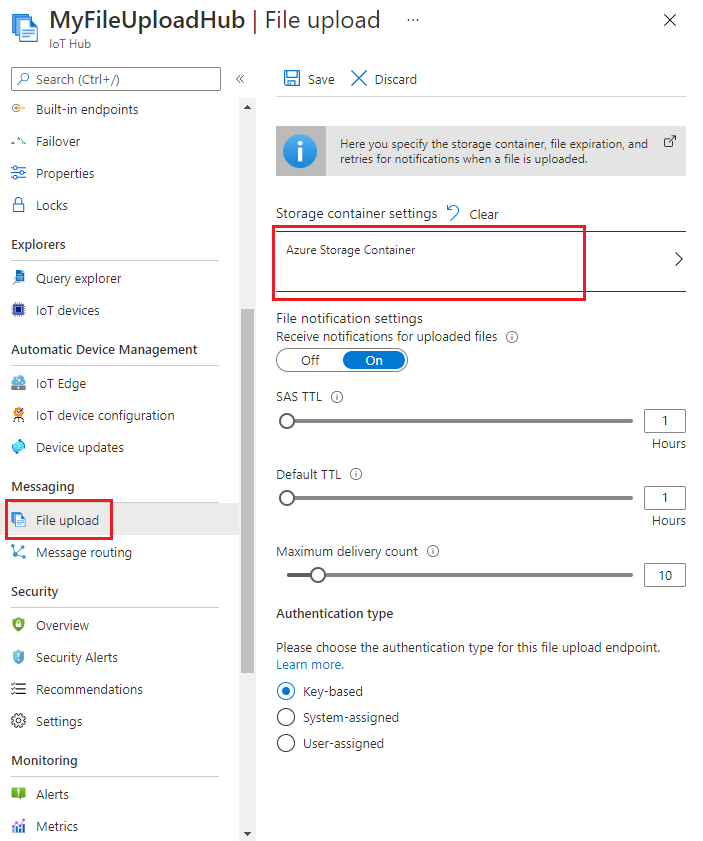 MyFileUploadHub | File upload ...
IoT Hub
Search (Ctrl+/)
«
Built-in endpoints
Failover
Properties
Locks
Explorers
Query explorer
IoT devices
Automatic Device Management
IoT Edge
IoT device configuration
Device updates
Messaging
File upload
Message routing
Security
Overview
Security Alerts
Recommendations
Settings
Monitoring
Alerts
Metrics
Save
Discard
Here you specify the storage container, file expiration, and
retries for notifications when a file is uploaded.
Storage container settings
Clear
Azure Storage Container
File notification settings
Receive notifications for uploaded files
Off
On
SAS TTL
1
Hours
Default TTL
1
Hours
Maximum delivery count
10
Authentication type
Please choose the authentication type for this file upload endpoint.
Learn more.
Key-based
System-assigned
User-assigned